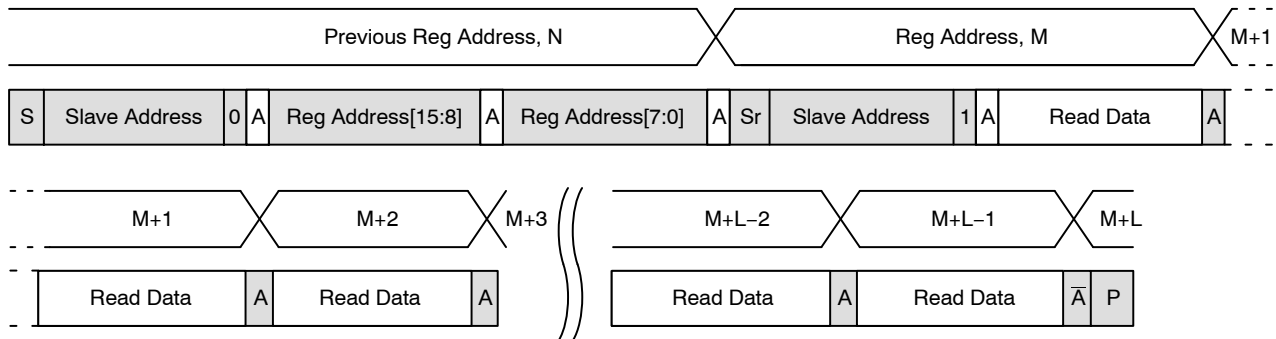 Previous Reg Address, N Reg Address, M M+1
S Slave Address 0 A Reg Address[15:8] A Reg Address[7:0] A Sr Slave Address 1 A Read Data A
M+1 M+2 M+3 M+L−2 M+L−1 M+L
Read Data A Read Data A Read Data A Read Data A̅ P